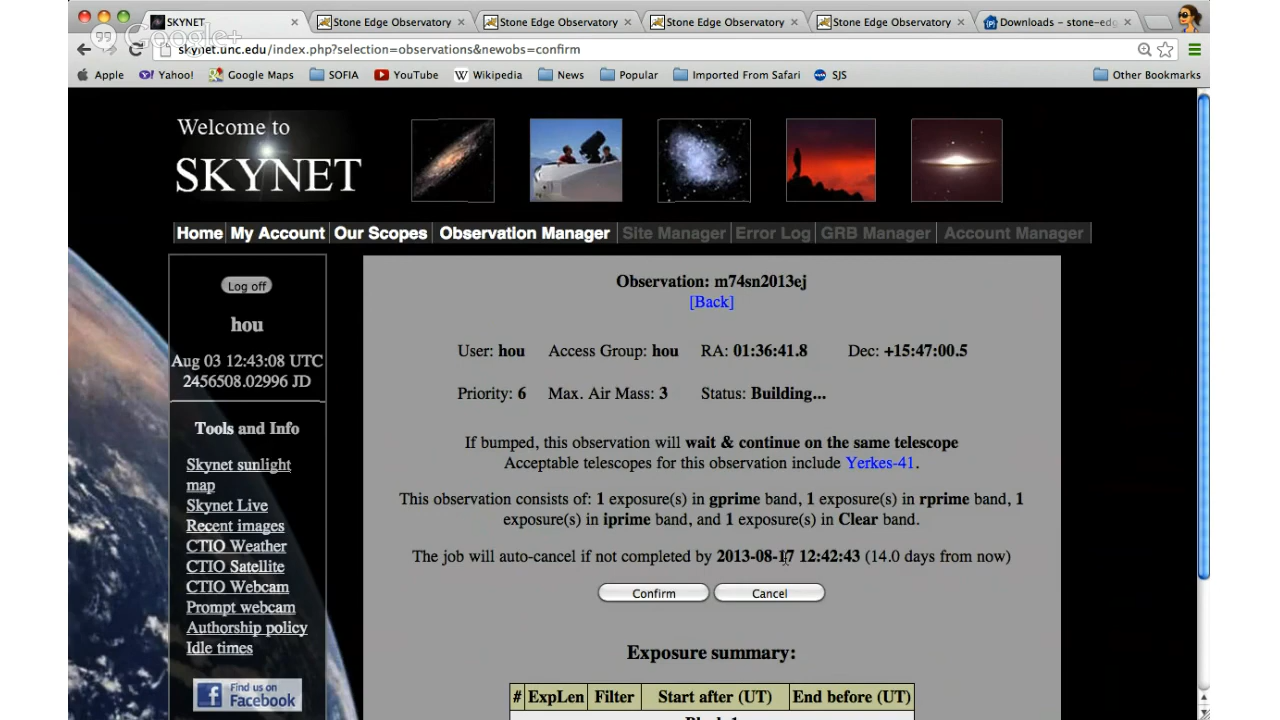 SKYNET
Stone Edge Observatory
Stone Edge Observatory
Stone Edge Observatory
Stone Edge Observatory
Downloads – stone-edg
Google+
skynet.unc.edu/index.php?selection=observations&newobs=confirm
Apple Yahoo! Google Maps SOFIA YouTube Wikipedia News Popular Imported From Safari SJS Other Bookmarks
Welcome to
SKYNET
Home My Account Our Scopes Observation Manager Site Manager Error Log GRB Manager Account Manager
Log off
hou
Aug 03 12:43:08 UTC
2456508.02996 JD
Tools and Info
Skynet sunlight
map
Skynet Live
Recent images
CTIO Weather
CTIO Satellite
CTIO Webcam
Prompt webcam
Authorship policy
Idle times
Find us on
Facebook
Observation: m74sn2013ej
[Back]
User: hou Access Group: hou RA: 01:36:41.8 Dec: +15:47:00.5
Priority: 6 Max. Air Mass: 3 Status: Building...
If bumped, this observation will wait & continue on the same telescope
Acceptable telescopes for this observation include Yerkes-41.
This observation consists of: 1 exposure(s) in gprime band, 1 exposure(s) in rprime band, 1
exposure(s) in iprime band, and 1 exposure(s) in Clear band.
The job will auto-cancel if not completed by 2013-08-17 12:42:43 (14.0 days from now)
Confirm Cancel
Exposure summary:
# ExpLen Filter Start after (UT) End before (UT)
Block 1